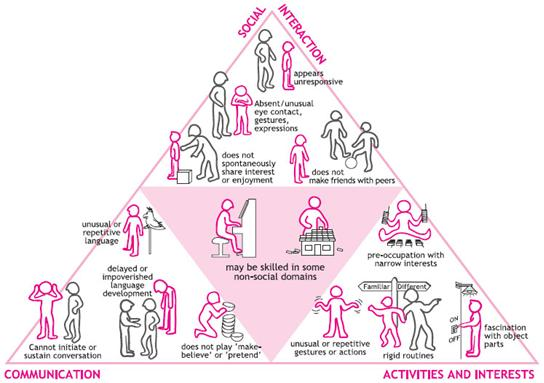 SOCIAL
INTERACTION
appears
unresponsive
Absent/unusual
eye contact,
gestures,
expressions
does not
spontaneously
share interest
or enjoyment
does not
make friends with peers
unusual or
repetitive
language
may be skilled in some
non-social domains
pre-occupation with
narrow interests
delayed or
impoverished
language
development
Cannot initiate or
sustain conversation
does not play 'make-
believe' or 'pretend'
unusual or repetitive
gestures or actions
Familiar
Different
rigid routines
ON
OFF
fascination
with object
parts
COMMUNICATION
ACTIVITIES AND INTERESTS